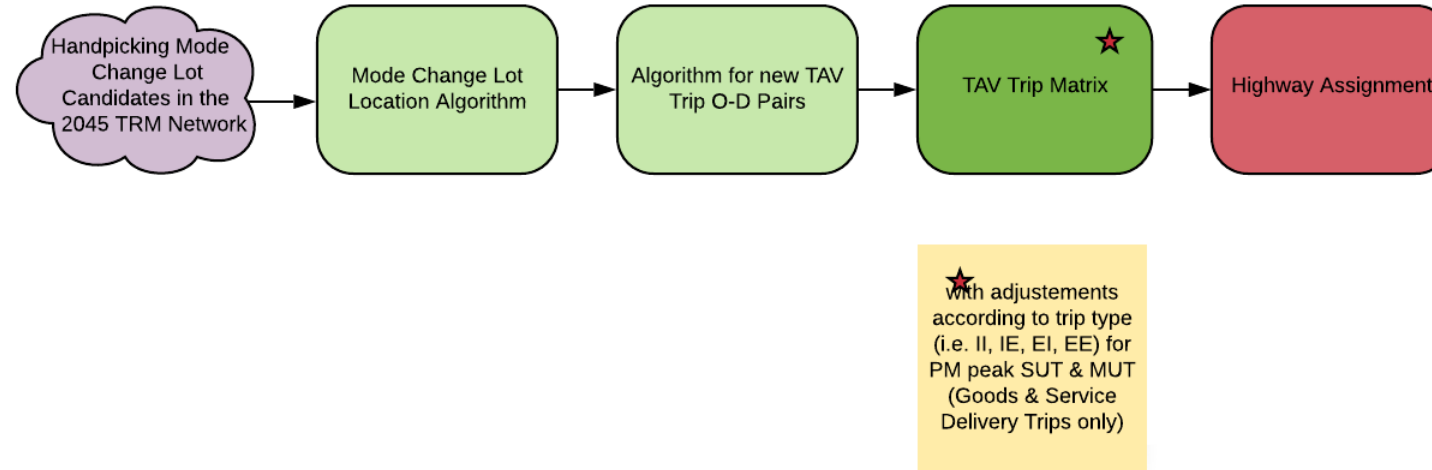 Handpicking Mode
Change Lot
Candidates in the
2045 TRM Network
Mode Change Lot
Location Algorithm
Algorithm for new TAV
Trip O-D Pairs
TAV Trip Matrix
Highway Assignment
with adjustements
according to trip type
(i.e. II, IE, EI, EE) for
PM peak SUT & MUT
(Goods & Service
Delivery Trips only)